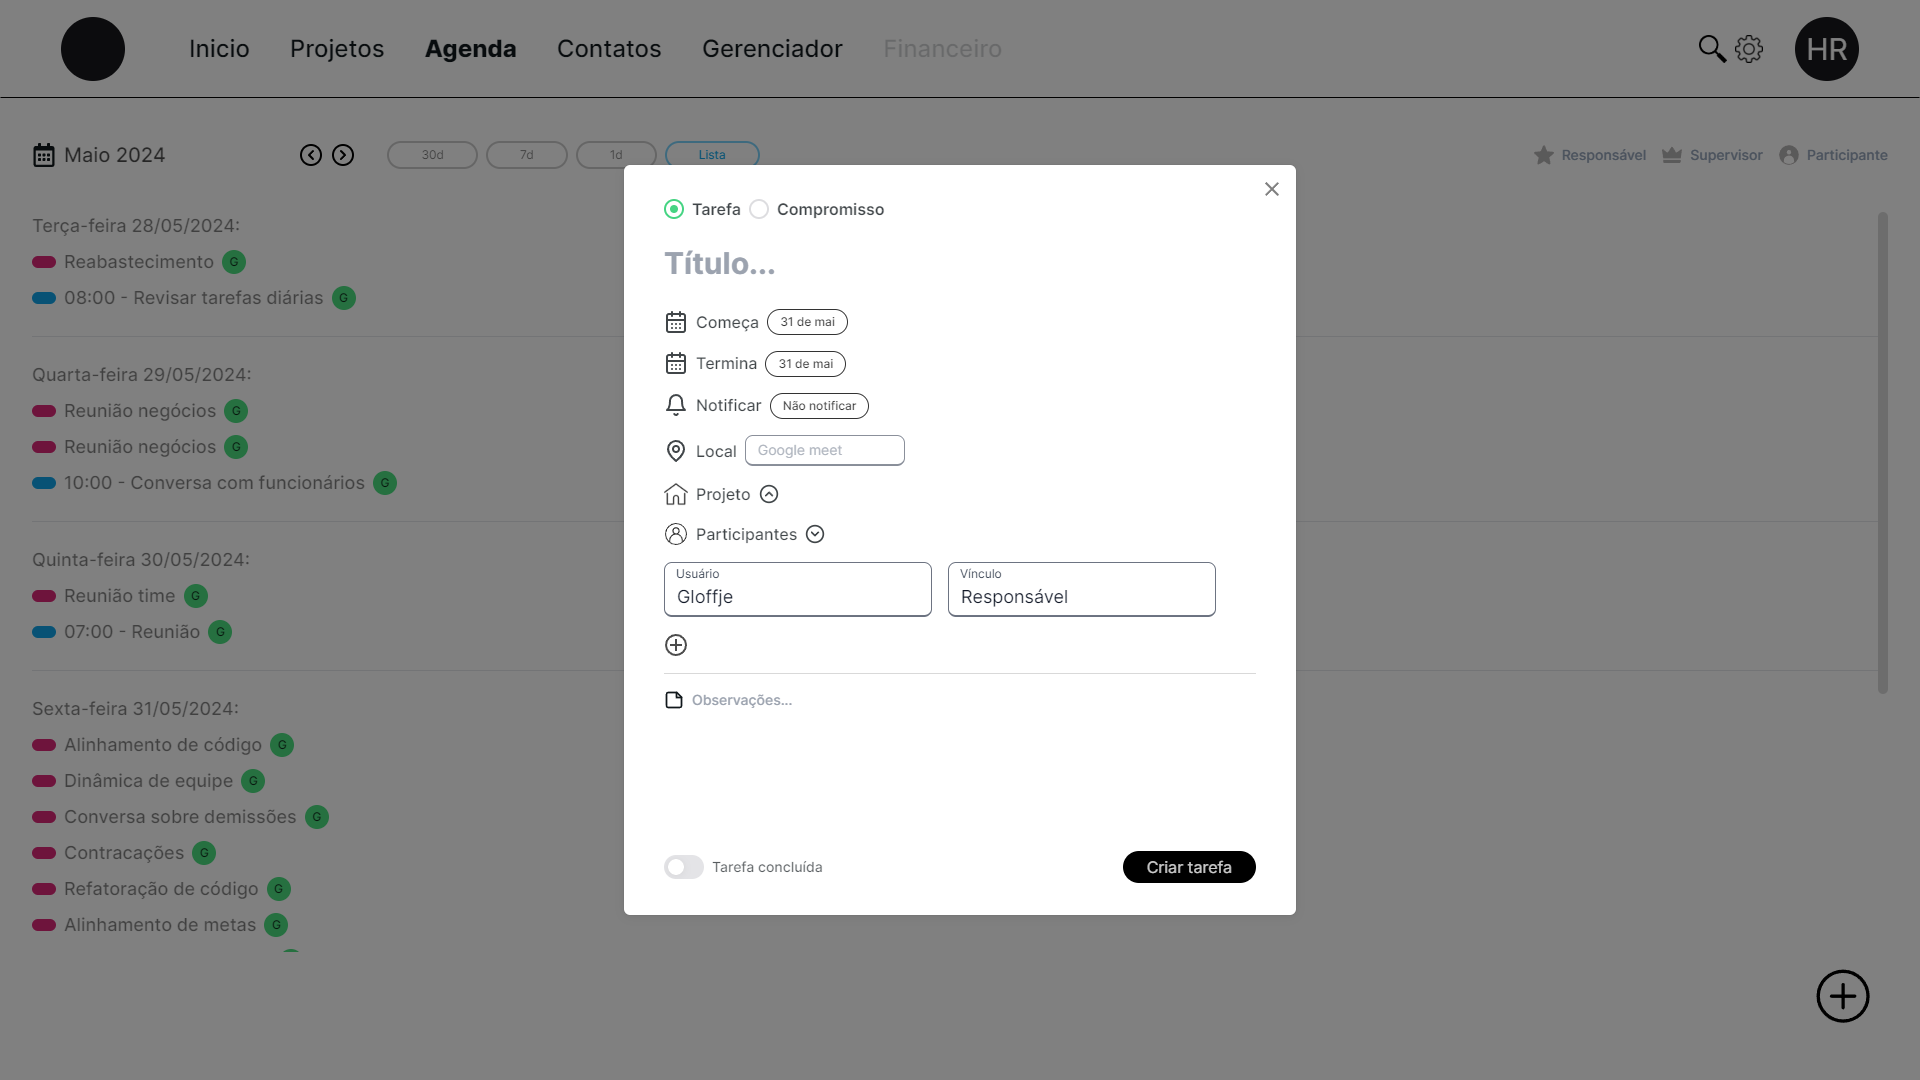 Inicio Projetos Agenda Contatos Gerenciador Financeiro HR
Maio 2024 30d 7d 1d Lista Responsável Supervisor Participante
Terça-feira 28/05/2024:
Reabastecimento G
08:00 - Revisar tarefas diárias G
Quarta-feira 29/05/2024:
Reunião negócios G
Reunião negócios G
10:00 - Conversa com funcionários G
Quinta-feira 30/05/2024:
Reunião time G
07:00 - Reunião G
Sexta-feira 31/05/2024:
Alinhamento de código G
Dinâmica de equipe G
Conversa sobre demissões G
Contracações G
Refatoração de código G
Alinhamento de metas G
Tarefa Compromisso
Título...
Começa 31 de mai
Termina 31 de mai
Notificar Não notificar
Local Google meet
Projeto
Participantes
Usuário Vínculo
Gloffje Responsável
Observações...
Tarefa concluída Criar tarefa